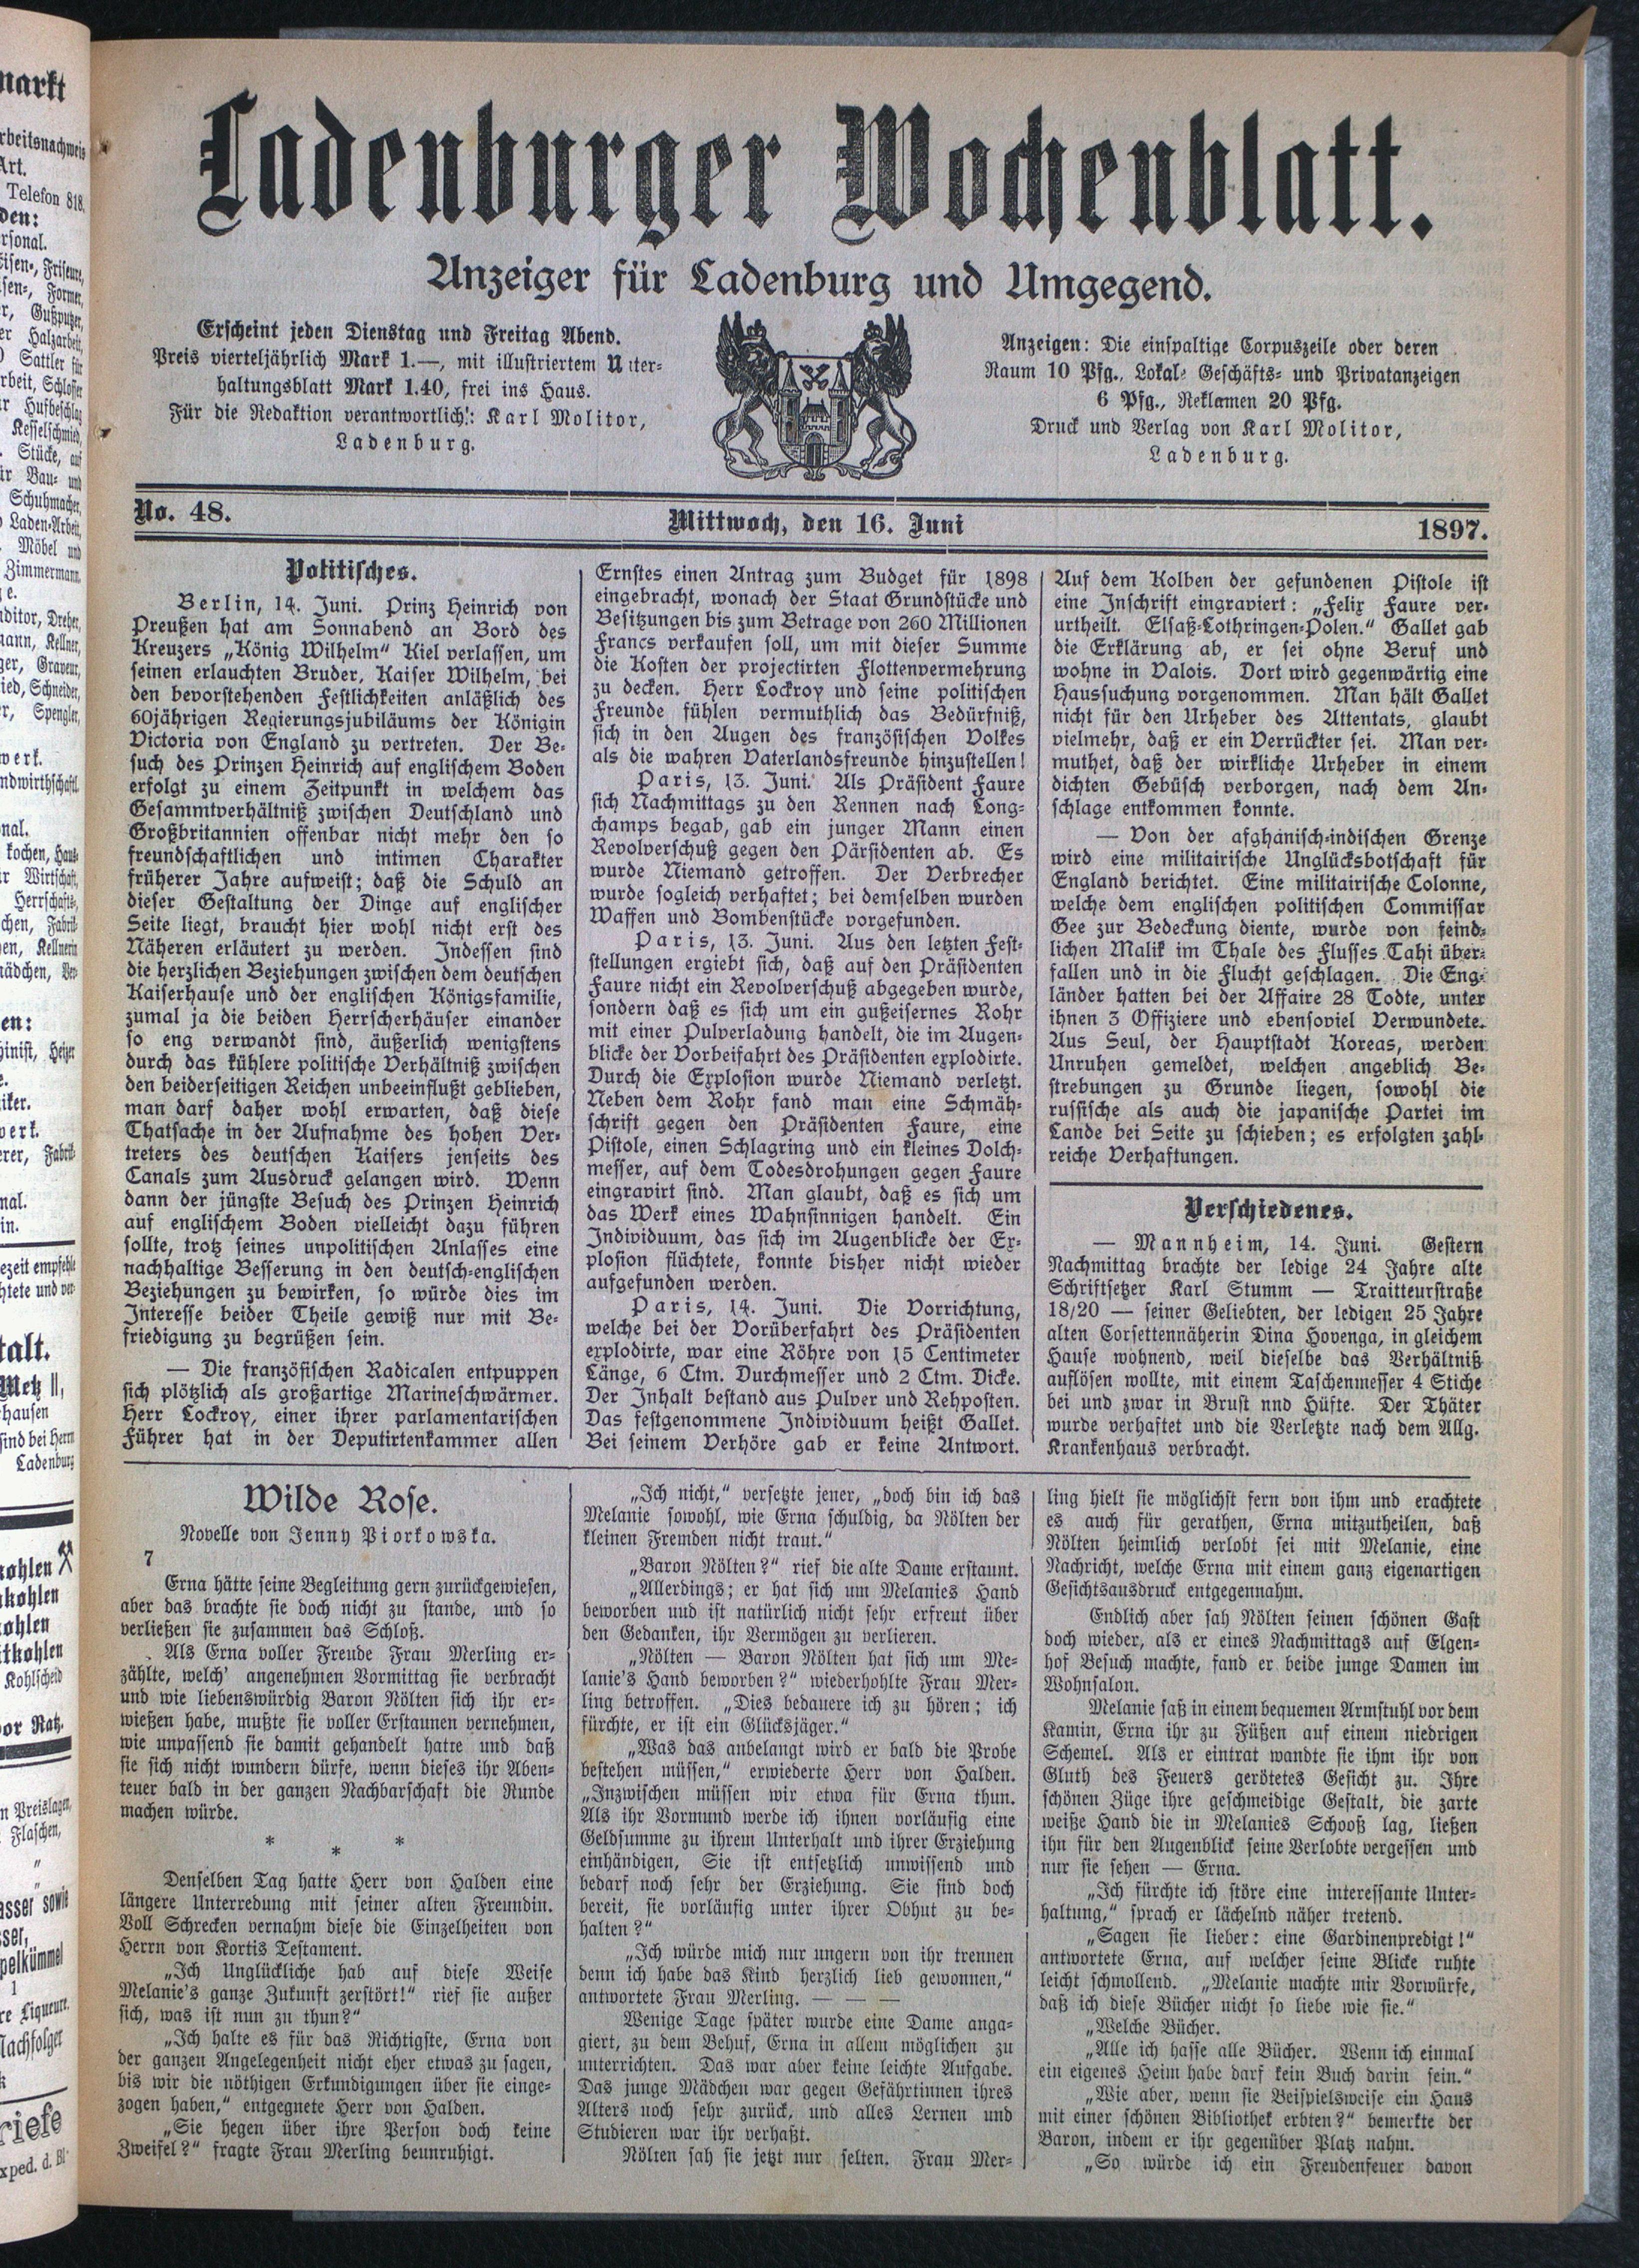 Ladenburger Wochenblatt.
Anzeiger für Ladenburg und Umgegend.
Erscheint jeden Dienstag und Freitag Abend.
Preis vierteljährlich Mark 1.—, mit illustriertem Unter-
haltungsblatt Mark 1.40, frei ins Haus.
Für die Redaktion verantwortlich: Karl Molitor,
Ladenburg.
Anzeigen: Die einspaltige Corpuszeile oder deren
Raum 10 Pfg., Lokal- Geschäfts- und Privatanzeigen
6 Pfg., Reklamen 20 Pfg.
Druck und Verlag von Karl Molitor,
Ladenburg.
No. 48. Mittwoch, den 16. Juni 1897.
Politisches.
Berlin, 14. Juni. Prinz Heinrich von
Preußen hat am Sonnabend an Bord des
Kreuzers „König Wilhelm“ Kiel verlassen, um
seinen erlauchten Bruder, Kaiser Wilhelm, bei
den bevorstehenden Festlichkeiten anläßlich des
60jährigen Regierungsjubiläums der Königin
Victoria von England zu vertreten. Der Be-
such des Prinzen Heinrich auf englischem Boden
erfolgt zu einem Zeitpunkt in welchem das
Gesammtverhältniß zwischen Deutschland und
Großbritannien offenbar nicht mehr den so
freundschaftlichen und intimen Charakter
früherer Jahre aufweist; daß die Schuld an
dieser Gestaltung der Dinge auf englischer
Seite liegt, braucht hier wohl nicht erst des
Näheren erläutert zu werden. Indessen sind
die herzlichen Beziehungen zwischen dem deutschen
Kaiserhause und der englischen Königsfamilie,
zumal ja die beiden Herrscherhäuser einander
so eng verwandt sind, äußerlich wenigstens
durch das kühlere politische Verhältniß zwischen
den beiderseitigen Reichen unbeeinflußt geblieben,
man darf daher wohl erwarten, daß diese
Thatsache in der Aufnahme des hohen Ver-
treters des deutschen Kaisers jenseits des
Canals zum Ausdruck gelangen wird. Wenn
dann der jüngste Besuch des Prinzen Heinrich
auf englischem Boden vielleicht dazu führen
sollte, trotz seines unpolitischen Anlasses eine
nachhaltige Besserung in den deutsch-englischen
Beziehungen zu bewirken, so würde dies im
Interesse beider Theile gewiß nur mit Be-
friedigung zu begrüßen sein.
— Die französischen Radicalen entpuppen
sich plötzlich als großartige Marineschwärmer.
Herr Lockroy, einer ihrer parlamentarischen
Führer hat in der Deputirtenkammer allen
Ernstes einen Antrag zum Budget für 1898
eingebracht, wonach der Staat Grundstücke und
Besitzungen bis zum Betrage von 260 Millionen
Francs verkaufen soll, um mit dieser Summe
die Kosten der projectirten Flottenvermehrung
zu decken. Herr Lockroy und seine politischen
Freunde fühlen vermuthlich das Bedürfniß,
sich in den Augen des französischen Volkes
als die wahren Vaterlandsfreunde hinzustellen!
Paris, 13. Juni. Als Präsident Faure
sich Nachmittags zu den Rennen nach Long-
champs begab, gab ein junger Mann einen
Revolverschuß gegen den Pärsidenten ab. Es
wurde Niemand getroffen. Der Verbrecher
wurde sogleich verhaftet; bei demselben wurden
Waffen und Bombenstücke vorgefunden.
Paris, 13. Juni. Aus den letzten Fest-
stellungen ergiebt sich, daß auf den Präsidenten
Faure nicht ein Revolverschuß abgegeben wurde,
sondern daß es sich um ein gußeisernes Rohr
mit einer Pulverladung handelt, die im Augen-
blicke der Vorbeifahrt des Präsidenten explodirte.
Durch die Explosion wurde Niemand verletzt.
Neben dem Rohr fand man eine Schmäh-
schrift gegen den Präsidenten Faure, eine
Pistole, einen Schlagring und ein kleines Dolch-
messer, auf dem Todesdrohungen gegen Faure
eingravirt sind. Man glaubt, daß es sich um
das Werk eines Wahnsinnigen handelt. Ein
Individuum, das sich im Augenblicke der Ex-
plosion flüchtete, konnte bisher nicht wieder
aufgefunden werden.
Paris, 14. Juni. Die Vorrichtung,
welche bei der Vorüberfahrt des Präsidenten
explodirte, war eine Röhre von 15 Centimeter
Länge, 6 Ctm. Durchmesser und 2 Ctm. Dicke.
Der Inhalt bestand aus Pulver und Rehposten.
Das festgenommene Individuum heißt Gallet.
Bei seinem Verhöre gab er keine Antwort.
Auf dem Kolben der gefundenen Pistole ist
eine Inschrift eingraviert: „Felix Faure ver-
urtheilt. Elsaß-Lothringen-Polen.“ Gallet gab
die Erklärung ab, er sei ohne Beruf und
wohne in Valois. Dort wird gegenwärtig eine
Haussuchung vorgenommen. Man hält Gallet
nicht für den Urheber des Attentats, glaubt
vielmehr, daß er ein Verrückter sei. Man ver-
muthet, daß der wirkliche Urheber in einem
dichten Gebüsch verborgen, nach dem An-
schlage entkommen konnte.
— Von der afghanisch-indischen Grenze
wird eine militairische Unglücksbotschaft für
England berichtet. Eine militairische Colonne,
welche dem englischen politischen Commissar
Gee zur Bedeckung diente, wurde von feind-
lichen Malik im Thale des Flusses Tahi über-
fallen und in die Flucht geschlagen. Die Eng-
länder hatten bei der Affaire 28 Todte, unter
ihnen 3 Offiziere und ebensoviel Verwundete.
Aus Seul, der Hauptstadt Koreas, werden
Unruhen gemeldet, welchen angeblich Be-
strebungen zu Grunde liegen, sowohl die
russische als auch die japanische Partei im
Lande bei Seite zu schieben; es erfolgten zahl-
reiche Verhaftungen.
Verschiedenes.
— Mannheim, 14. Juni. Gestern
Nachmittag brachte der ledige 24 Jahre alte
Schriftsetzer Karl Stumm — Traitteurstraße
18/20 — seiner Geliebten, der ledigen 25 Jahre
alten Corsettennäherin Dina Hovenga, in gleichem
Hause wohnend, weil dieselbe das Verhältniß
auflösen wollte, mit einem Taschenmesser 4 Stiche
bei und zwar in Brust nnd Hüfte. Der Thäter
wurde verhaftet und die Verletzte nach dem Allg.
Krankenhaus verbracht.
Wilde Rose.
Novelle von Jenny Piorkowska.
7
Erna hätte seine Begleitung gern zurückgewiesen,
aber das brachte sie doch nicht zu stande, und so
verließen sie zusammen das Schloß.
Als Erna voller Freude Frau Merling er-
zählte, welch' angenehmen Vormittag sie verbracht
und wie liebenswürdig Baron Nölten sich ihr er-
wießen habe, mußte sie voller Erstaunen vernehmen,
wie unpassend sie damit gehandelt hatre und daß
sie sich nicht wundern dürfe, wenn dieses ihr Aben-
teuer bald in der ganzen Nachbarschaft die Runde
machen würde.
* * *
Denselben Tag hatte Herr von Halden eine
längere Unterredung mit seiner alten Freundin.
Voll Schrecken vernahm diese die Einzelheiten von
Herrn von Kortis Testament.
„Ich Unglückliche hab auf diese Weise
Melanie's ganze Zukunft zerstört!“ rief sie außer
sich, was ist nun zu thun?“
„Ich halte es für das Richtigste, Erna von
der ganzen Angelegenheit nicht eher etwas zu sagen,
bis wir die nöthigen Erkundigungen über sie einge-
zogen haben,“ entgegnete Herr von Halden.
„Sie hegen über ihre Person doch keine
Zweifel?“ fragte Frau Merling beunruhigt.
„Ich nicht,“ versetzte jener, „doch bin ich das
Melanie sowohl, wie Erna schuldig, da Nölten der
kleinen Fremden nicht traut.“
„Baron Nölten?“ rief die alte Dame erstaunt.
„Allerdings; er hat sich um Melanies Hand
beworben und ist natürlich nicht sehr erfreut über
den Gedanken, ihr Vermögen zu verlieren.
„Nölten — Baron Nölten hat sich um Me-
lanie's Hand beworben?“ wiederhohlte Frau Mer-
ling betroffen. „Dies bedauere ich zu hören; ich
fürchte, er ist ein Glücksjäger.“
„Was das anbelangt wird er bald die Probe
bestehen müssen,“ erwiederte Herr von Halden.
„Inzwischen müssen wir etwa für Erna thun.
Als ihr Vormund werde ich ihnen vorläufig eine
Geldsumme zu ihrem Unterhalt und ihrer Erziehung
einhändigen, Sie ist entsetzlich unwissend und
bedarf noch sehr der Erziehung. Sie sind doch
bereit, sie vorläufig unter ihrer Obhut zu be-
halten?“
„Ich würde mich nur ungern von ihr trennen
denn ich habe das Kind herzlich lieb gewonnen,“
antwortete Frau Merling. — — —
Wenige Tage später wurde eine Dame anga-
giert, zu dem Behuf, Erna in allem möglichen zu
unterrichten. Das war aber keine leichte Aufgabe.
Das junge Mädchen war gegen Gefährtinnen ihres
Alters noch sehr zurück, und alles Lernen und
Studieren war ihr verhaßt.
Nölten sah sie jetzt nur selten. Frau Mer-
ling hielt sie möglichst fern von ihm und erachtete
es auch für gerathen, Erna mitzutheilen, daß
Nölten heimlich verlobt sei mit Melanie, eine
Nachricht, welche Erna mit einem ganz eigenartigen
Gesichtsausdruck entgegennahm.
Endlich aber sah Nölten seinen schönen Gast
doch wieder, als er eines Nachmittags auf Elgen-
hof Besuch machte, fand er beide junge Damen im
Wohnsalon.
Melanie saß in einem bequemen Armstuhl vor dem
Kamin, Erna ihr zu Füßen auf einem niedrigen
Schemel. Als er eintrat wandte sie ihm ihr von
Gluth des Feuers gerötetes Gesicht zu. Ihre
schönen Züge ihre geschmeidige Gestalt, die zarte
weiße Hand die in Melanies Schooß lag, ließen
ihn für den Augenblick seine Verlobte vergessen und
nur sie sehen — Erna.
„Ich fürchte ich störe eine interessante Unter-
haltung,“ sprach er lächelnd näher tretend.
„Sagen sie lieber: eine Gardinenpredigt!“
antwortete Erna, auf welcher seine Blicke ruhte
leicht schmollend. „Melanie machte mir Vorwürfe,
daß ich diese Bücher nicht so liebe wie sie.“
„Welche Bücher.
„Alle ich hasse alle Bücher. Wenn ich einmal
ein eigenes Heim habe darf kein Buch darin sein.“
„Wie aber, wenn sie Beispielsweise ein Haus
mit einer schönen Bibliothek erbten?“ bemerkte der
Baron, indem er ihr gegenüber Platz nahm.
„So würde ich ein Freudenfeuer davon